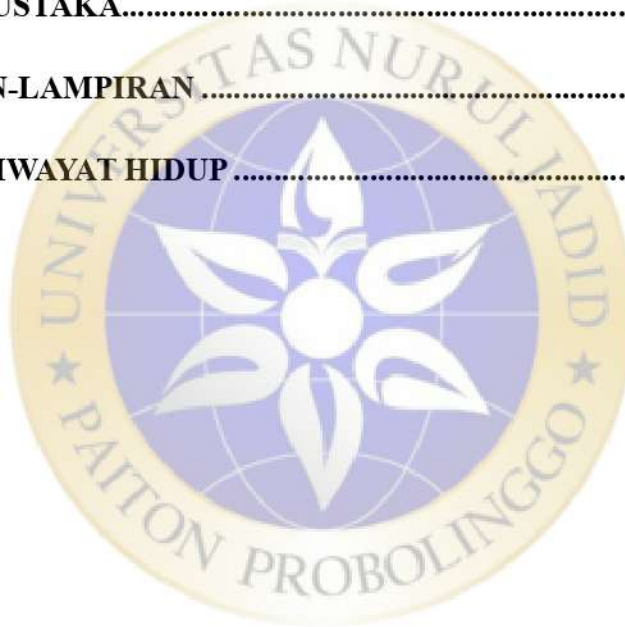 USTAKA..........................................................................
N-LAMPIRAN ................................................................
IWAYAT HIDUP ...........................................................
UNIVERSITAS NURUL JADID
★ PAITON PROBOLINGGO ★